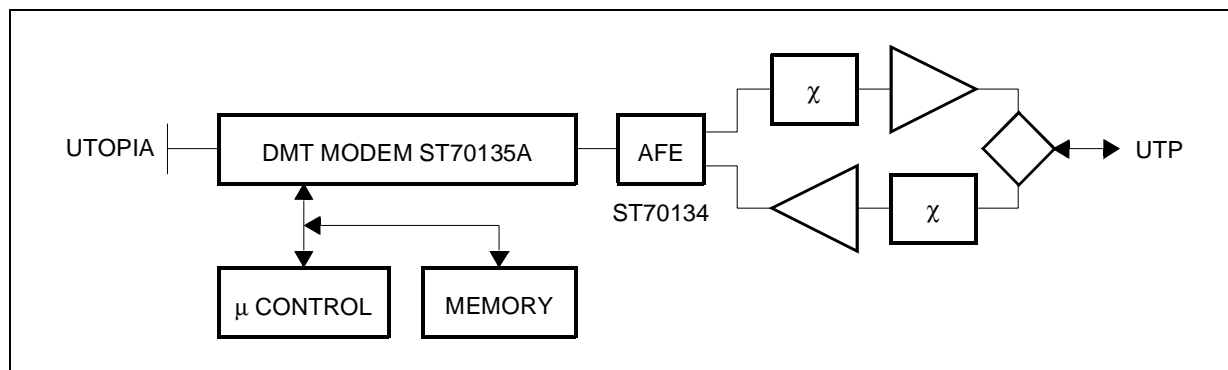 χ
UTOPIA
DMT MODEM ST70135A
AFE
UTP
ST70134
χ
μ CONTROL
MEMORY